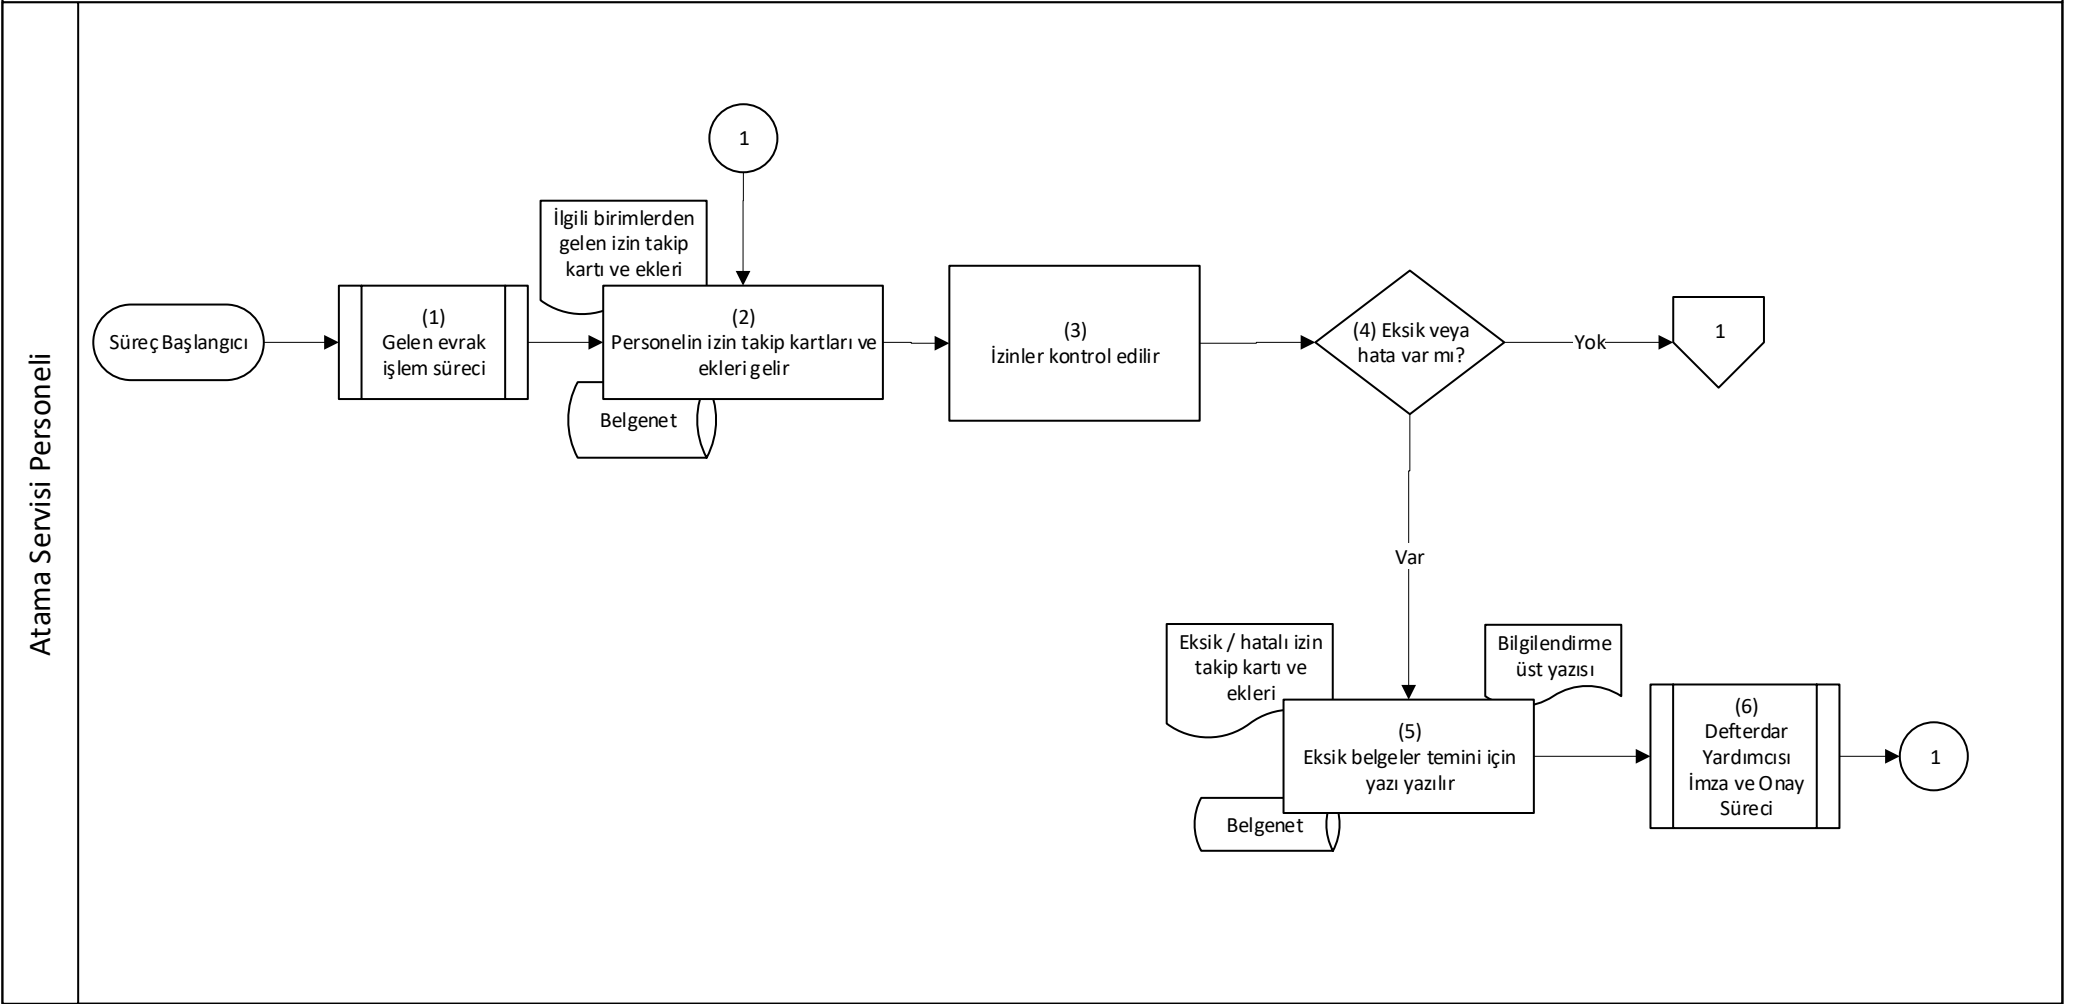 Atama Servisi Personeli
Süreç Başlangıcı
(1)
Gelen evrak
işlem süreci
1
İlgili birimlerden
gelen izin takip
kartı ve ekleri
(2)
Personelin izin takip kartları ve
ekleri gelir
Belgenet
(3)
İzinler kontrol edilir
(4) Eksik veya
hata var mı?
Yok
1
Var
Eksik / hatalı izin
takip kartı ve
ekleri
Bilgilendirme
üst yazısı
(5)
Eksik belgeler temini için
yazı yazılır
Belgenet
(6)
Defterdar
Yardımcısı
İmza ve Onay
Süreci
1